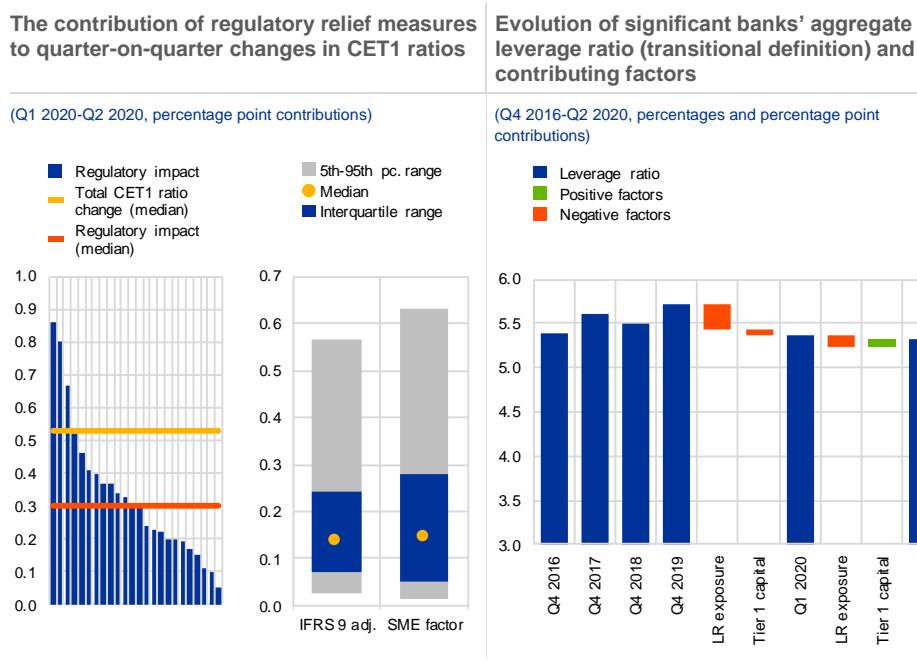 The contribution of regulatory relief measures
to quarter-on-quarter changes in CET1 ratios
(Q1 2020-Q2 2020, percentage point contributions)
Regulatory impact
Total CET1 ratio
change (median)
Regulatory impact
(median)
5th-95th pc. range
Median
Interquartile range
1.0
0.9
0.8
0.7
0.6
0.5
0.4
0.3
0.2
0.1
0.0
0.7
0.6
0.5
0.4
0.3
0.2
0.1
0.0
IFRS 9 adj.
SME factor
Evolution of significant banks' aggregate
leverage ratio (transitional definition) and
contributing factors
(Q4 2016-Q2 2020, percentages and percentage point
contributions)
Leverage ratio
Positive factors
Negative factors
6.0
5.5
5.0
4.5
4.0
3.5
3.0
Q4 2016
Q4 2017
Q4 2018
Q4 2019
LR exposure
Tier 1 capital
Q1 2020
LR exposure
Tier 1 capital